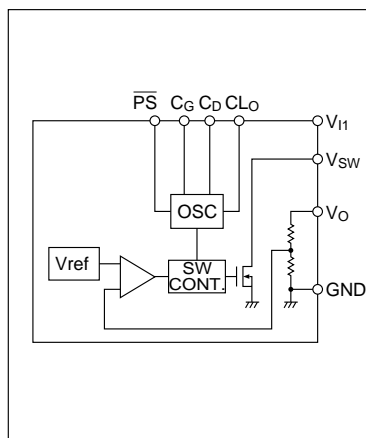 PS CG CD CLO
VI1
VSW
VO
OSC
Vref
SW
CONT.
GND